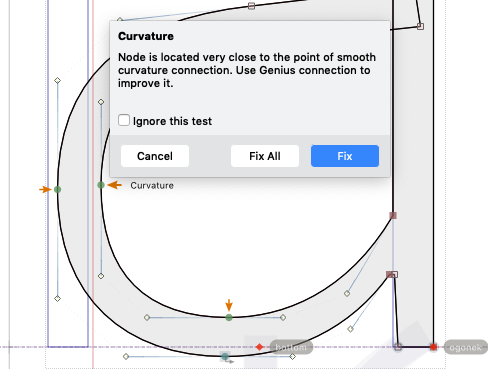 Curvature
Node is located very close to the point of smooth
curvature connection. Use Genius connection to
improve it.
Ignore this test
Cancel
Fix All
Fix
Curvature
bottom
ogonek